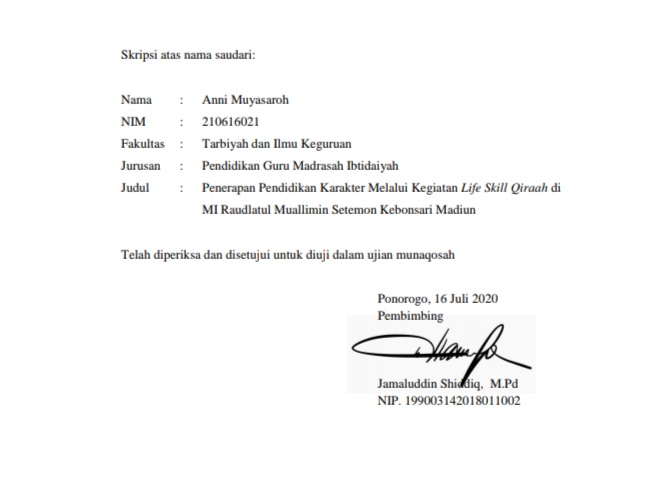 Skripsi atas nama saudari:
Nama : Anni Muyasaroh
NIM : 210616021
Fakultas : Tarbiyah dan Ilmu Keguruan
Jurusan : Pendidikan Guru Madrasah Ibtidaiyah
Judul : Penerapan Pendidikan Karakter Melalui Kegiatan Life Skill Qiraah di
MI Raudlatul Muallimin Setemon Kebonsari Madiun
Telah diperiksa dan disetujui untuk diuji dalam ujian munaqosah
Ponorogo, 16 Juli 2020
Pembimbing
Jamaluddin Shiddiq, M.Pd
NIP. 199003142018011002